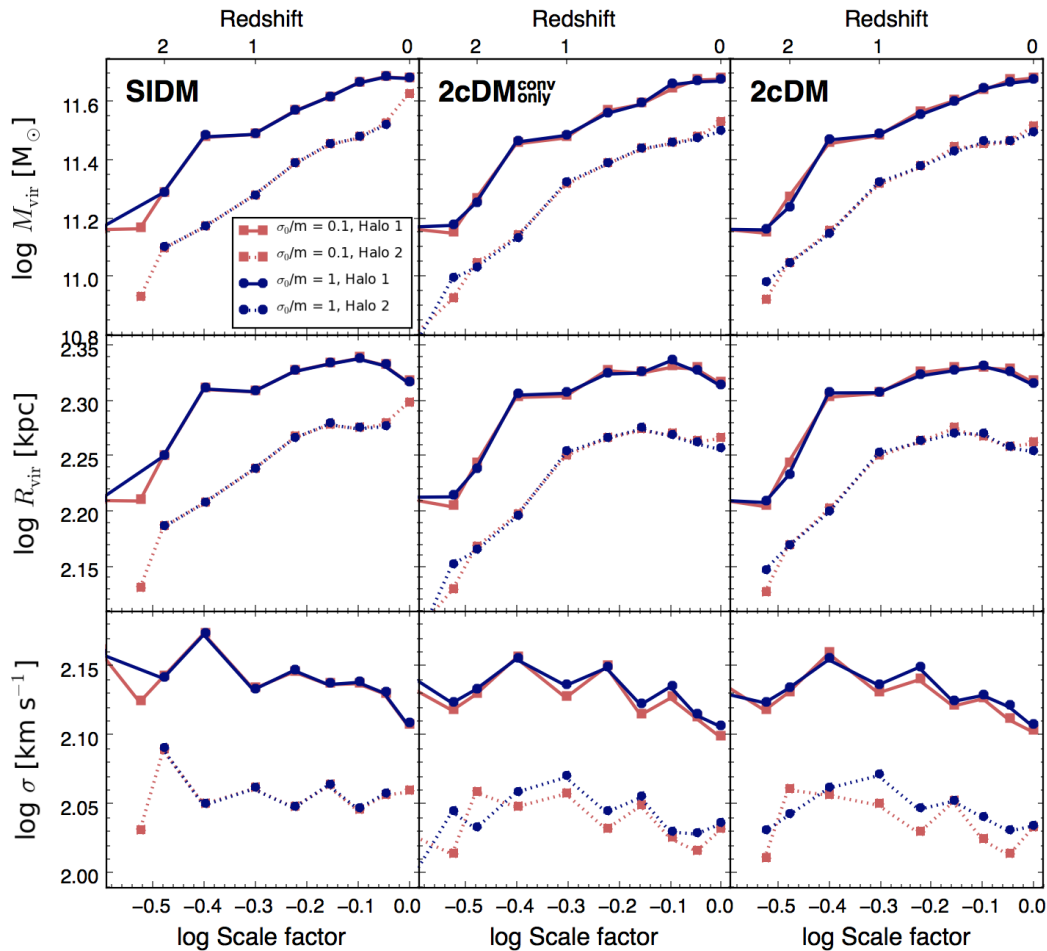 Redshift Redshift Redshift
2 1 0 2 1 0 2 1 0
SIDM 2cDM conv only 2cDM
log M_vir [M_⊙]
11.6
11.4
11.2
11.0
10.8
σ₀/m = 0.1, Halo 1
σ₀/m = 0.1, Halo 2
σ₀/m = 1, Halo 1
σ₀/m = 1, Halo 2
log R_vir [kpc]
2.35
2.30
2.25
2.20
2.15
log σ [km s⁻¹]
2.15
2.10
2.05
2.00
−0.5 −0.4 −0.3 −0.2 −0.1 0.0 −0.5 −0.4 −0.3 −0.2 −0.1 0.0 −0.5 −0.4 −0.3 −0.2 −0.1 0.0
log Scale factor log Scale factor log Scale factor